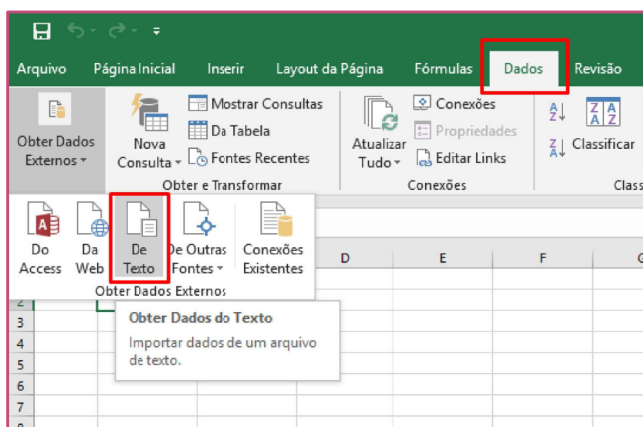 Arquivo Página Inicial Inserir Layout da Página Fórmulas Dados Revisão
Obter Dados Externos
Nova Consulta
Mostrar Consultas
Da Tabela
Fontes Recentes
Obter e Transformar
Atualizar Tudo
Conexões
Propriedades
Editar Links
Conexões
A Z
Z A
Z A A Z
Classificar
Class
Do Access
Da Web
De Texto
De Outras Fontes
Conexões Existentes
Obter Dados Externos
D E F G
Obter Dados do Texto
Importar dados de um arquivo
de texto.
2
3
4
5
6
7
8